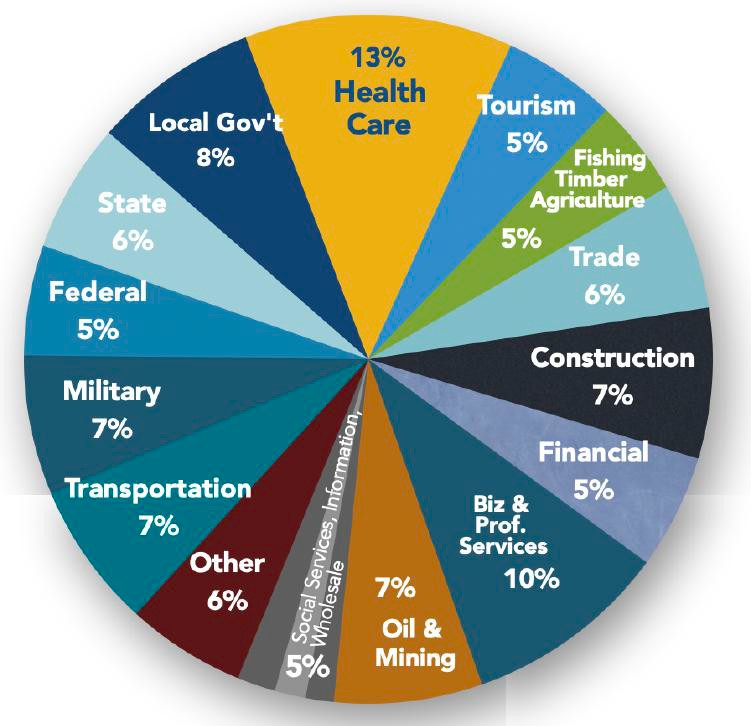 13%
Health
Care
Tourism
5%
Fishing
Timber
Agriculture
5%
Trade
6%
Construction
7%
Financial
5%
Biz &
Prof.
Services
10%
7%
Oil &
Mining
Social Services, Information,
Wholesale
5%
Other
6%
Transportation
7%
Military
7%
Federal
5%
State
6%
Local Gov't
8%